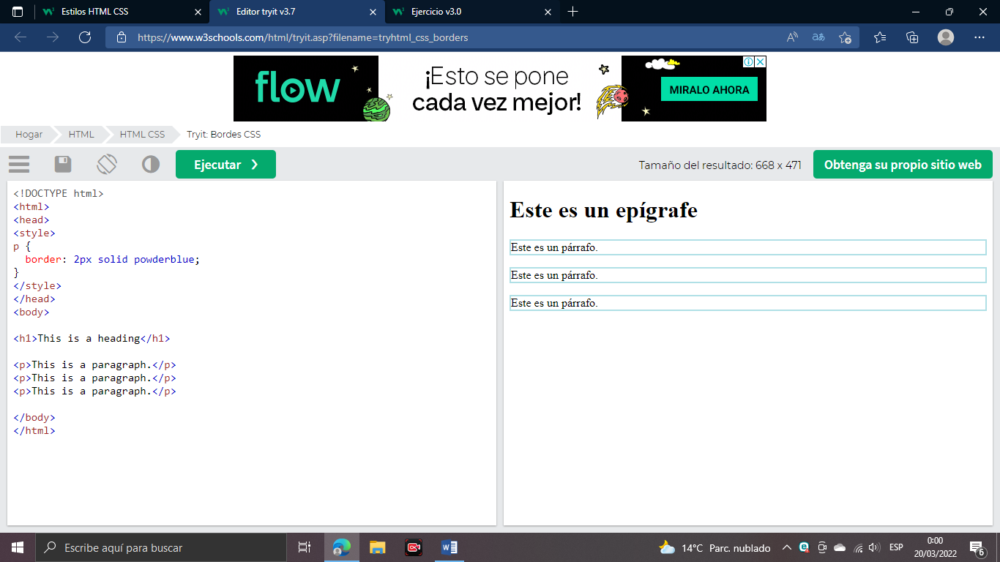 Estilos HTML CSS
Editor tryit v3.7
Ejercicio v3.0
https://www.w3schools.com/html/tryit.asp?filename=tryhtml_css_borders
flow
¡Esto se pone
cada vez mejor!
MIRALO AHORA
Hogar
HTML
HTML CSS
Tryit: Bordes CSS
Ejecutar ❯
Tamaño del resultado: 668 x 471
Obtenga su propio sitio web
<!DOCTYPE html>
<html>
<head>
<style>
p {
  border: 2px solid powderblue;
}
</style>
</head>
<body>
<h1>This is a heading</h1>
<p>This is a paragraph.</p>
<p>This is a paragraph.</p>
<p>This is a paragraph.</p>
</body>
</html>
Este es un epígrafe
Este es un párrafo.
Este es un párrafo.
Este es un párrafo.
Escribe aquí para buscar
14°C Parc. nublado
ESP
0:00
20/03/2022
6